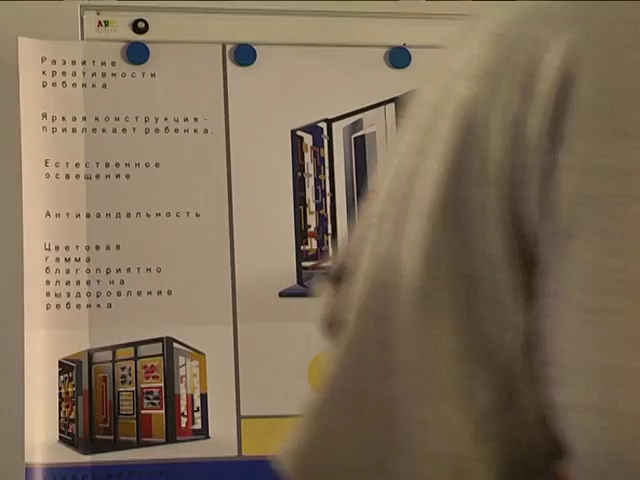 Развитие
креативности
ребенка
Яркая конструкция-
привлекает ребенка.
Естественное
освещение
Антивандальность
Цветовая
гамма
благоприятно
влияет на
выздоровление
ребенка